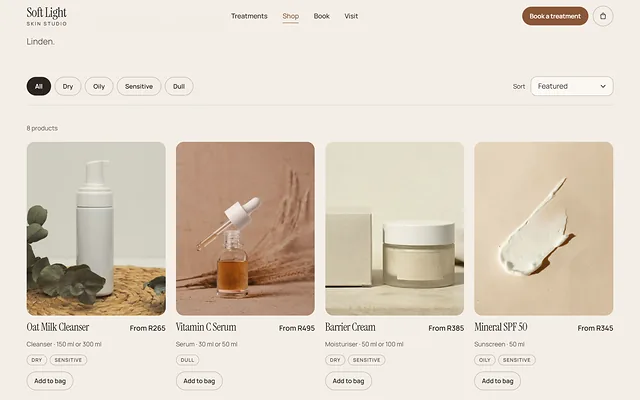 Soft Light
SKIN STUDIO
Treatments
Shop
Book
Visit
Book a treatment
Linden.
All
Dry
Oily
Sensitive
Dull
Sort
Featured
8 products
Oat Milk Cleanser
From R265
Cleanser · 150 ml or 300 ml
DRY
SENSITIVE
Add to bag
Vitamin C Serum
From R495
Serum · 30 ml or 50 ml
DULL
Add to bag
Barrier Cream
From R385
Moisturiser · 50 ml or 100 ml
DRY
SENSITIVE
Add to bag
Mineral SPF 50
From R345
Sunscreen · 50 ml
OILY
SENSITIVE
Add to bag